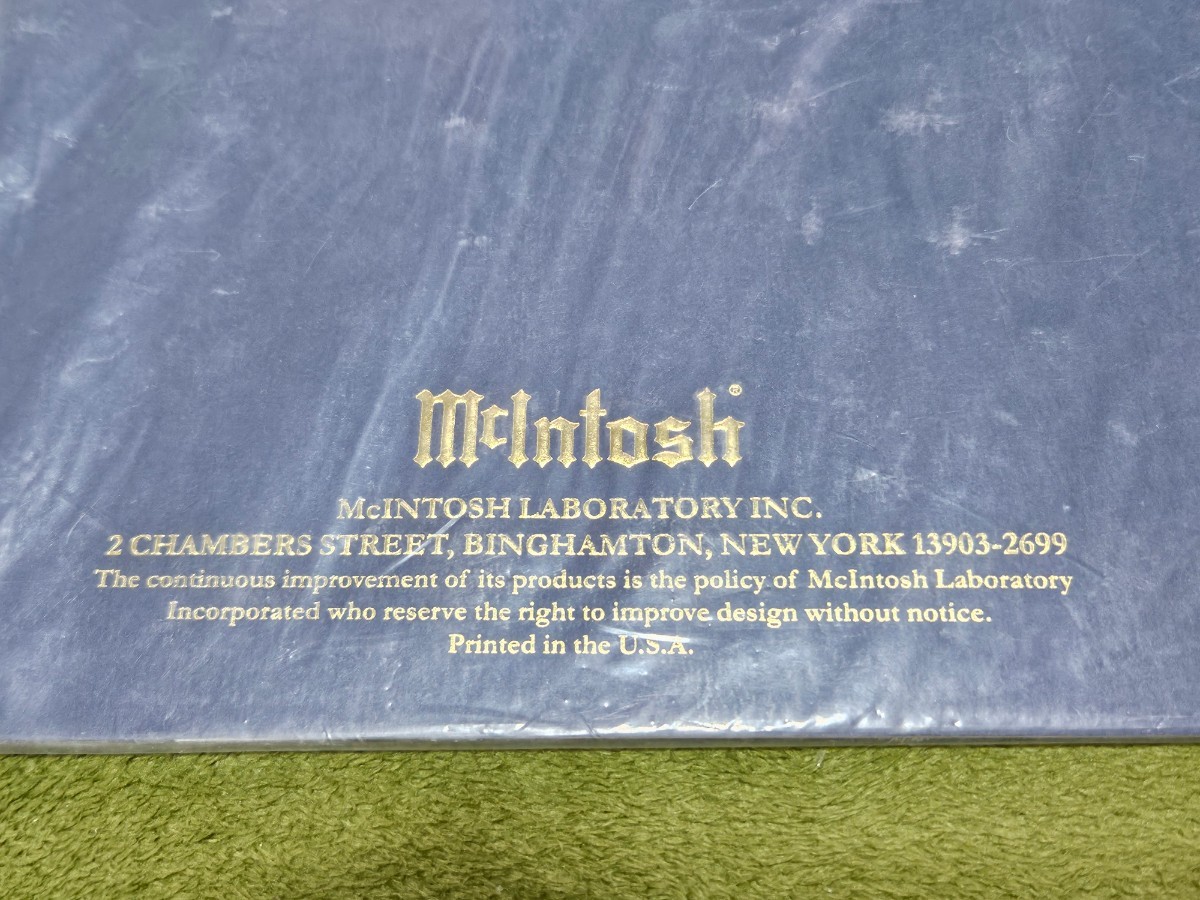 McIntosh®
McINTOSH LABORATORY INC.
2 CHAMBERS STREET, BINGHAMTON, NEW YORK 13903-2699
The continuous improvement of its products is the policy of McIntosh Laboratory
Incorporated who reserve the right to improve design without notice.
Printed in the U.S.A.